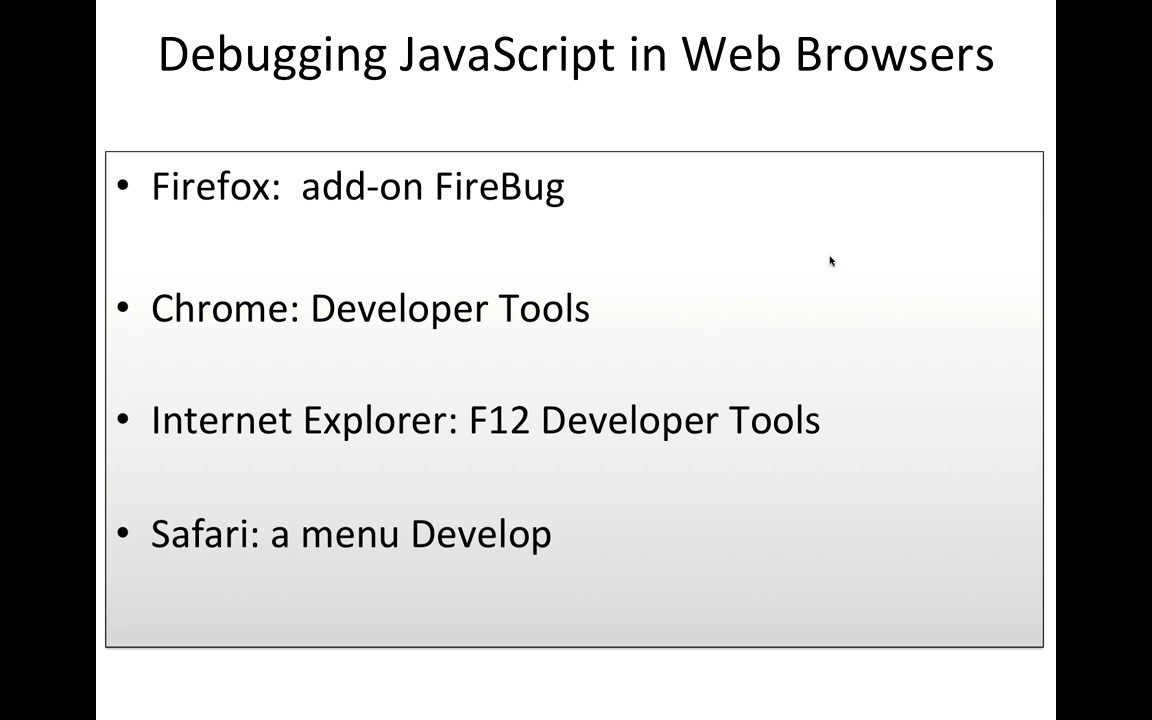 Debugging JavaScript in Web Browsers
• Firefox:  add-on FireBug
• Chrome: Developer Tools
• Internet Explorer: F12 Developer Tools
• Safari: a menu Develop